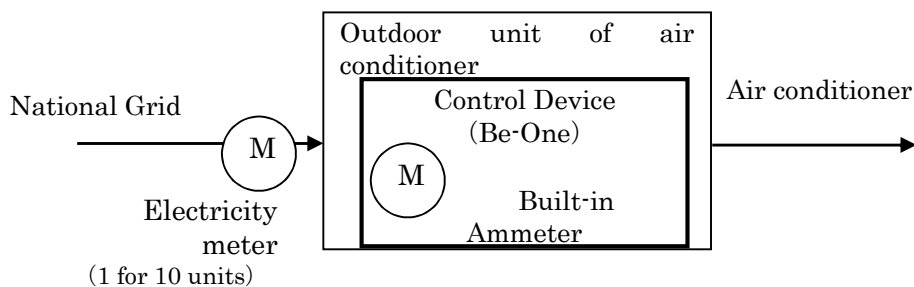 Outdoor unit of air
conditioner
National Grid
M
Electricity
meter
(1 for 10 units)
Control Device
(Be-One)
M
Built-in
Ammeter
Air conditioner